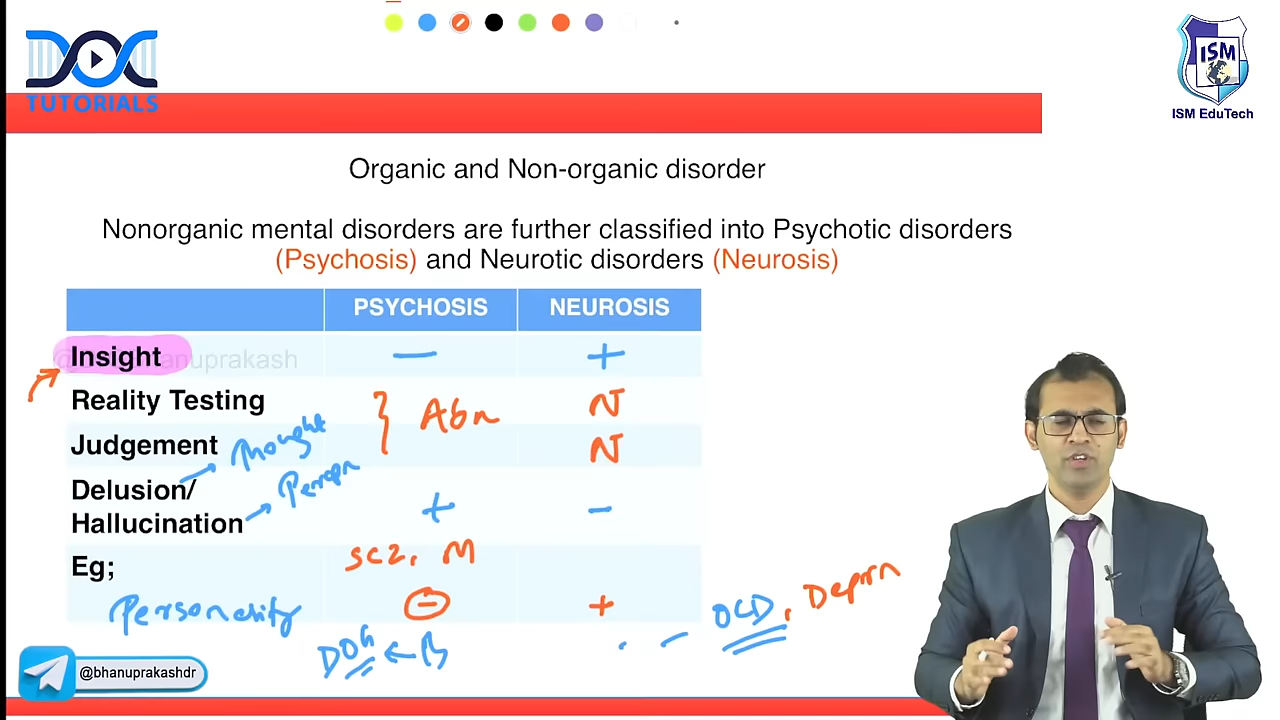 DOC
TUTORIALS
ISM
ISM EduTech
Organic and Non-organic disorder
Nonorganic mental disorders are further classified into Psychotic disorders
(Psychosis) and Neurotic disorders (Neurosis)
PSYCHOSIS NEUROSIS
Insight − +
Reality Testing } Abn N
Judgement N
Thought
Delusion/
Hallucination + −
Eg; SCZ, M
Personality − + OCD, Deprn
DOG ← B
@bhanuprakashdr